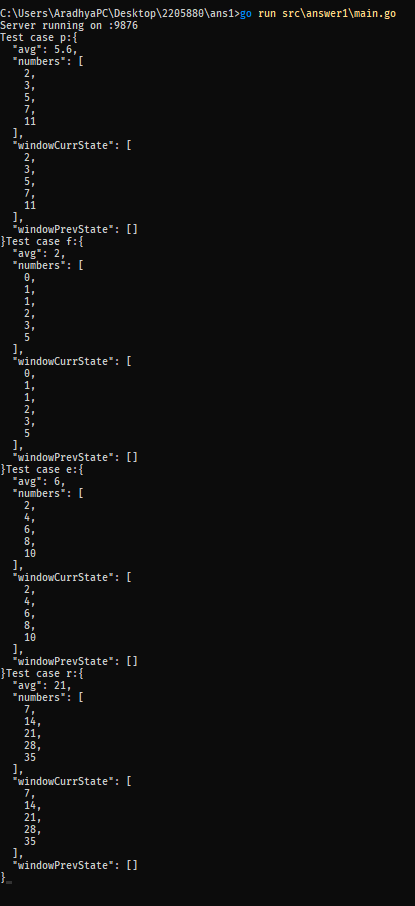 C:\Users\AradhyaPC\Desktop\2205880\ans1>go run src\answer1\main.go
Server running on :9876
Test case p:{
  "avg": 5.6,
  "numbers": [
    2,
    3,
    5,
    7,
    11
  ],
  "windowCurrState": [
    2,
    3,
    5,
    7,
    11
  ],
  "windowPrevState": []
}Test case f:{
  "avg": 2,
  "numbers": [
    0,
    1,
    1,
    2,
    3,
    5
  ],
  "windowCurrState": [
    0,
    1,
    1,
    2,
    3,
    5
  ],
  "windowPrevState": []
}Test case e:{
  "avg": 6,
  "numbers": [
    2,
    4,
    6,
    8,
    10
  ],
  "windowCurrState": [
    2,
    4,
    6,
    8,
    10
  ],
  "windowPrevState": []
}Test case r:{
  "avg": 21,
  "numbers": [
    7,
    14,
    21,
    28,
    35
  ],
  "windowCurrState": [
    7,
    14,
    21,
    28,
    35
  ],
  "windowPrevState": []
}